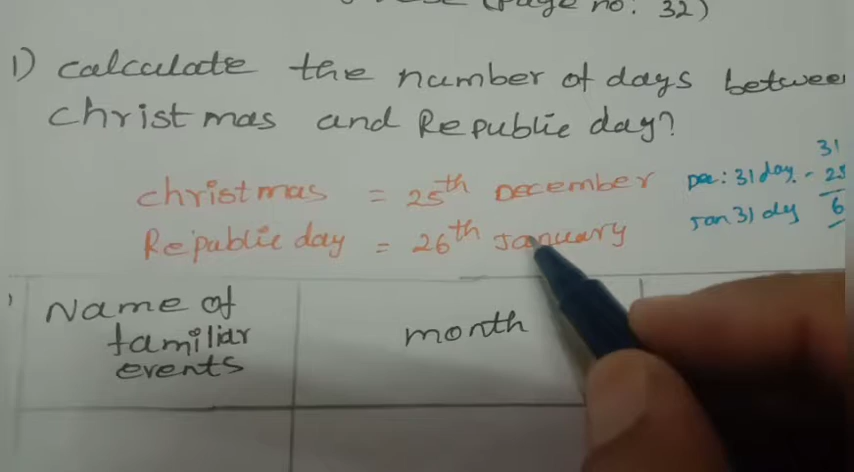 (Page no: 32)
1) calculate the number of days between
christmas and Republic day?
christmas = 25th December
Republic day = 26th January
Dec: 31 day. - 31
25
6
Jan 31 dy
Name of
familiar
events
month